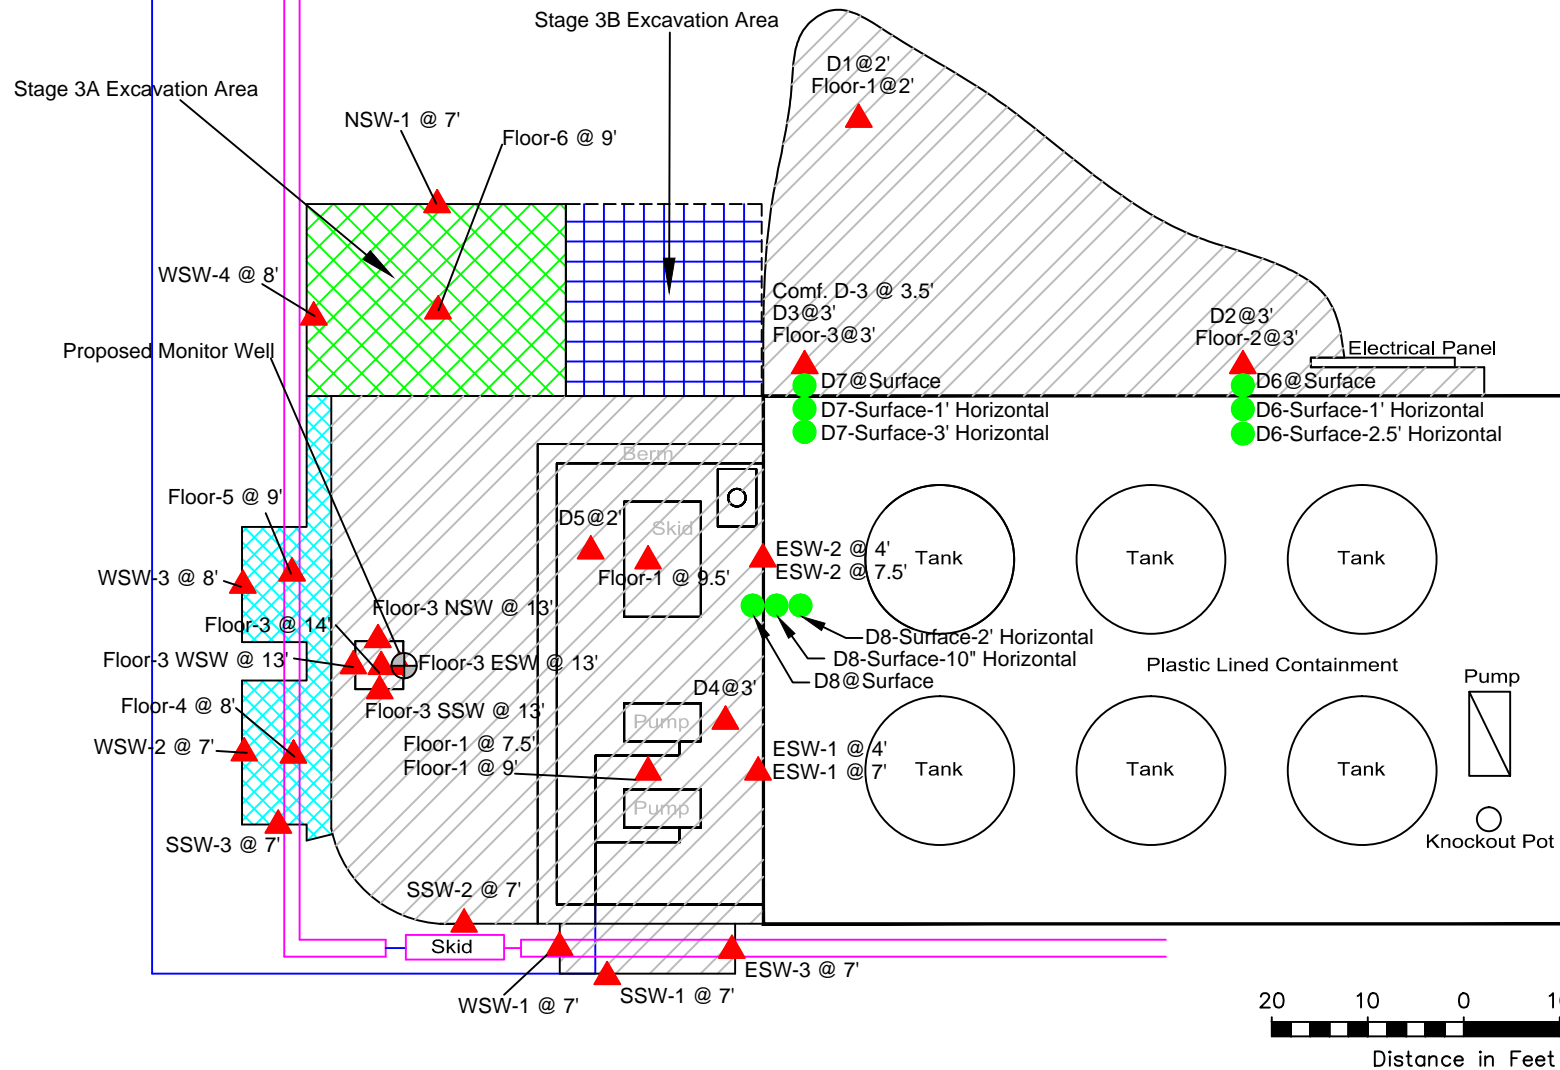 Stage 3B Excavation Area
Stage 3A Excavation Area
D1@2'
Floor-1@2'
NSW-1 @ 7'
Floor-6 @ 9'
WSW-4 @ 8'
Comf. D-3 @ 3.5'
D3@3'
Floor-3@3'
D2@3'
Floor-2@3'
Proposed Monitor Well
Electrical Panel
D7@Surface
D7-Surface-1' Horizontal
D7-Surface-3' Horizontal
D6@Surface
D6-Surface-1' Horizontal
D6-Surface-2.5' Horizontal
Berm
Floor-5 @ 9'
D5@2'
Skid
Floor-1 @ 9.5'
ESW-2 @ 4'
ESW-2 @ 7.5'
Tank
Tank
Tank
WSW-3 @ 8'
Floor-3 NSW @ 13'
Floor-3 @ 14'
Floor-3 WSW @ 13'
Floor-3 ESW @ 13'
D8-Surface-2' Horizontal
D8-Surface-10" Horizontal
D8@Surface
Plastic Lined Containment
Pump
Floor-4 @ 8'
Floor-3 SSW @ 13'
D4@3'
Pump
WSW-2 @ 7'
Floor-1 @ 7.5'
Floor-1 @ 9'
ESW-1 @ 4'
ESW-1 @ 7'
Tank
Tank
Tank
Pump
SSW-3 @ 7'
Knockout Pot
SSW-2 @ 7'
Skid
ESW-3 @ 7'
WSW-1 @ 7'
SSW-1 @ 7'
20 10 0
Distance in Feet